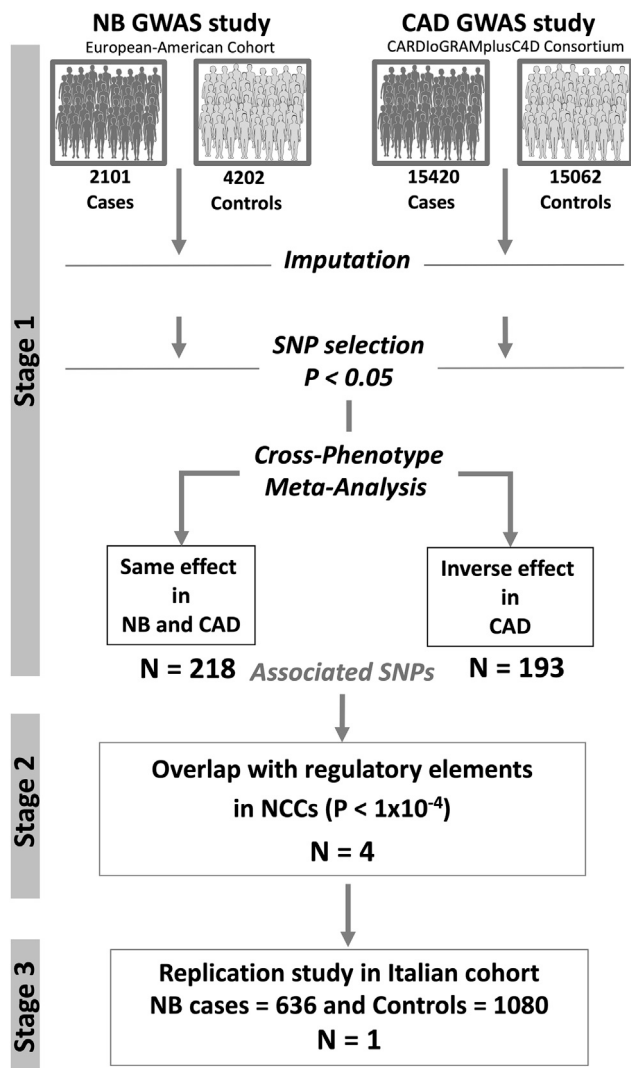 NB GWAS study
European-American Cohort
2101
Cases
4202
Controls
CAD GWAS study
CARDIoGRAMplusC4D Consortium
15420
Cases
15062
Controls
Stage 1
Imputation
SNP selection
P < 0.05
Cross-Phenotype
Meta-Analysis
Same effect
in
NB and CAD
N = 218
Inverse effect
in
CAD
N = 193
Associated SNPs
Stage 2
Overlap with regulatory elements
in NCCs (P < 1x10⁻⁴)
N = 4
Stage 3
Replication study in Italian cohort
NB cases = 636 and Controls = 1080
N = 1